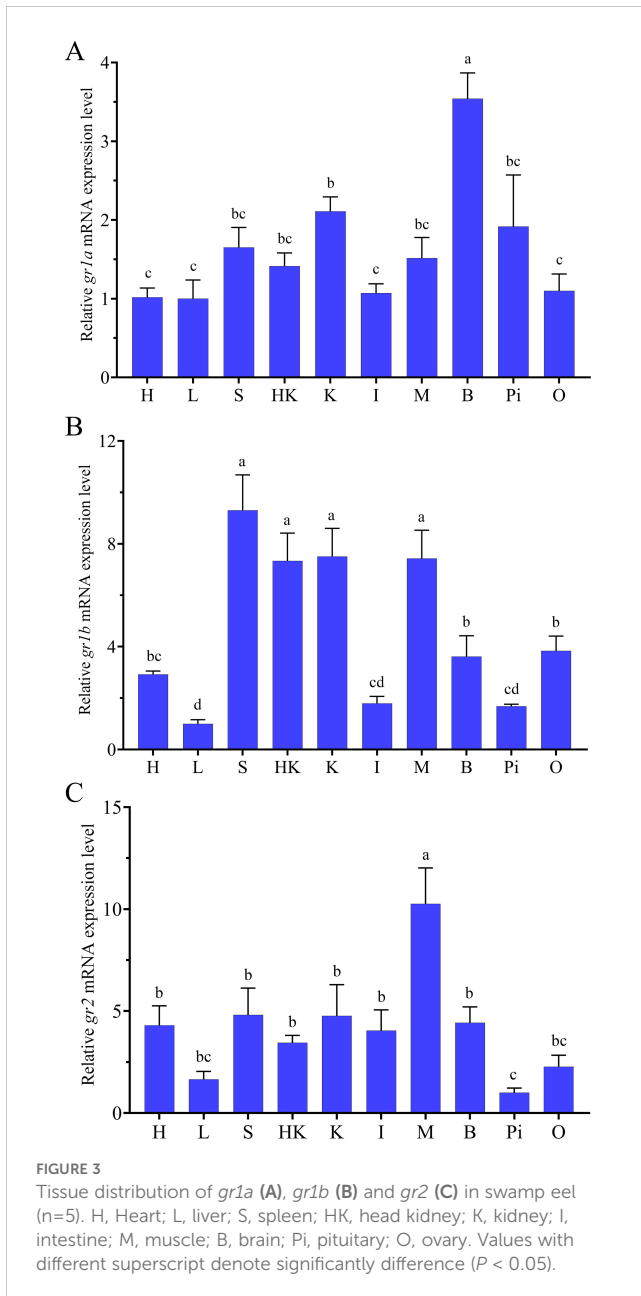 A
Relative gr1a mRNA expression level
4
3
2
1
0
c
c
bc
bc
b
c
bc
a
bc
c
H L S HK K I M B Pi O
B
Relative gr1b mRNA expression level
12
8
4
0
bc
d
a
a
a
cd
a
b
cd
b
H L S HK K I M B Pi O
C
Relative gr2 mRNA expression level
15
10
5
0
b
bc
b
b
b
b
a
b
c
bc
H L S HK K I M B Pi O
FIGURE 3
Tissue distribution of gr1a (A), gr1b (B) and gr2 (C) in swamp eel
(n=5). H, Heart; L, liver; S, spleen; HK, head kidney; K, kidney; I,
intestine; M, muscle; B, brain; Pi, pituitary; O, ovary. Values with
different superscript denote significantly difference (P < 0.05).